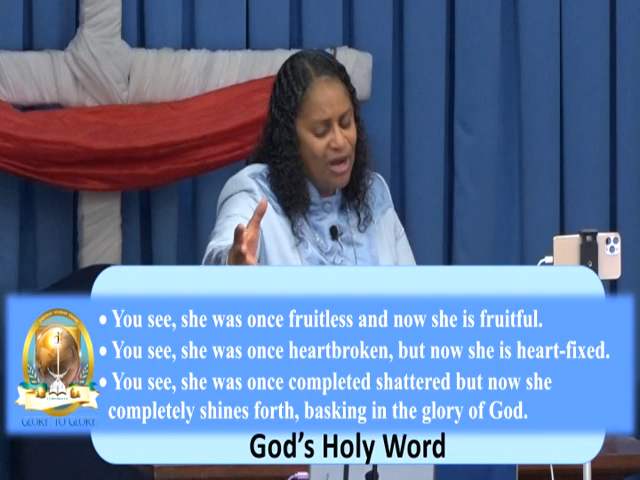 • You see, she was once fruitless and now she is fruitful.
• You see, she was once heartbroken, but now she is heart-fixed.
• You see, she was once completed shattered but now she
completely shines forth, basking in the glory of God.
GLORY TO GLORY
God's Holy Word